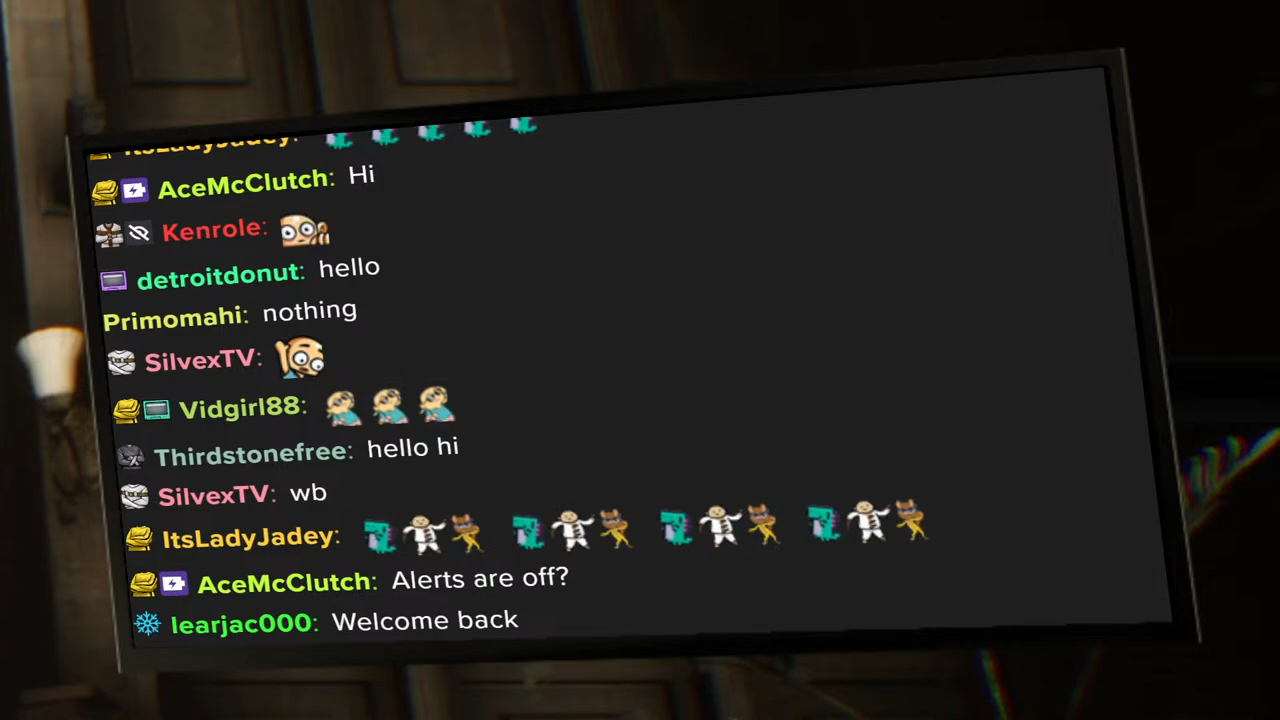 ItsLadyJadey:
AceMcClutch: Hi
Kenrole:
detroitdonut: hello
Primomahi: nothing
SilvexTV:
Vidgirl88:
Thirdstonefree: hello hi
SilvexTV: wb
ItsLadyJadey:
AceMcClutch: Alerts are off?
learjac000: Welcome back